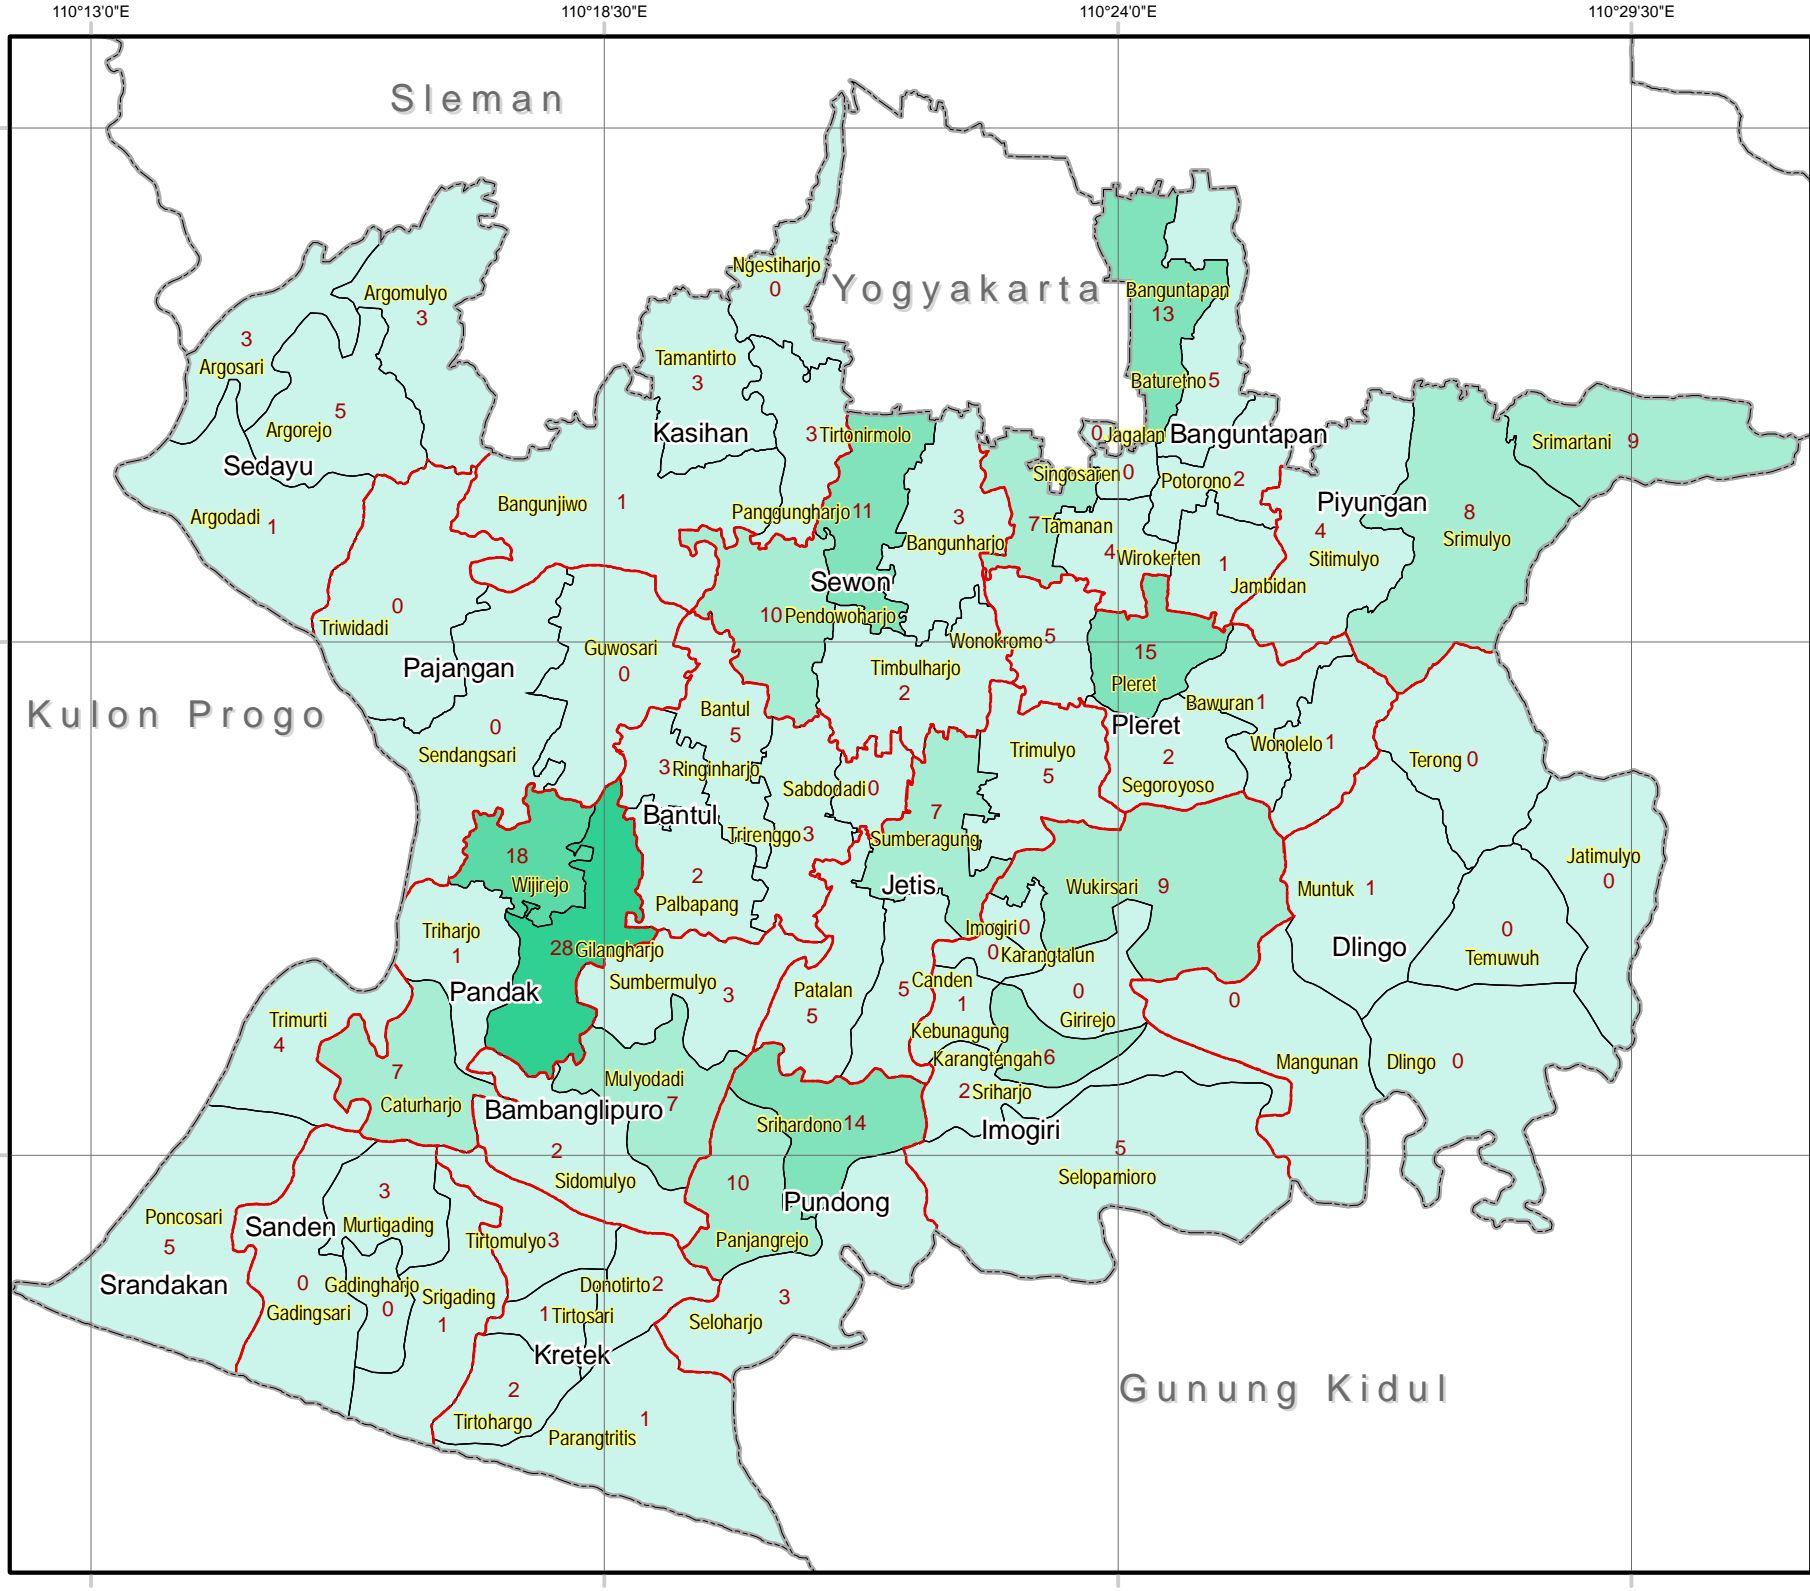 110°13'0"E
110°18'30"E
110°24'0"E
110°29'30"E
Sleman
Ngestiharjo
0
Yogyakarta
Argomulyo
3
Banguntapan
13
3
Argosari
Tamantirto
3
Baturetno 5
5
Argorejo
Kasihan
3 Tirtonirmolo
0 Jagalan
Banguntapan
Srimartani 9
Sedayu
Singosaren 0
Potorono 2
Bangunjiwo 1
Piyungan
Argodadi 1
Panggungharjo 11
3
Bangunharjo
7 Tamanan
4
Sitimulyo
8
Srimulyo
4 Wirokerten
1
Jambidan
Sewon
0
Triwidadi
10 Pendowoharjo
Wonokromo 5
Guwosari
0
Timbulharjo
2
15
Pleret
Pajangan
Bawuran 1
Kulon Progo
0
Sendangsari
Bantul
5
Pleret
Trimulyo
5
2
Segoroyoso
Wonolelo 1
Terong 0
3 Ringinharjo
Sabdodadi 0
Bantul
7
Sumberagung
Trirenggo 3
18
Wijirejo
2
Palbapang
Jetis
Wukirsari 9
Muntuk 1
Jatimulyo
0
Triharjo
1
28 Gilangharjo
Imogiri 0
0 Karangtalun
Dlingo
0
Temuwuh
Pandak
Sumbermulyo 3
Patalan
5
5 Canden
1
Kebunagung
0
Girirejo
0
Trimurti
4
7
Caturharjo
Mulyodadi
7
Karangtengah 6
Mangunan
Dlingo 0
Bambanglipuro
2 Sriharjo
Srihardono 14
Imogiri
2
Sidomulyo
5
Selopamioro
10
Panjangrejo
Pundong
Poncosari
5
Sanden
3
Murtigading
Tirtomulyo 3
Srandakan
0
Gadingsari
Gadingharjo
0
Srigading
1
Donotirto 2
1 Tirtosari
3
Seloharjo
Kretek
2
Tirtohargo
1
Parangtritis
Gunung Kidul